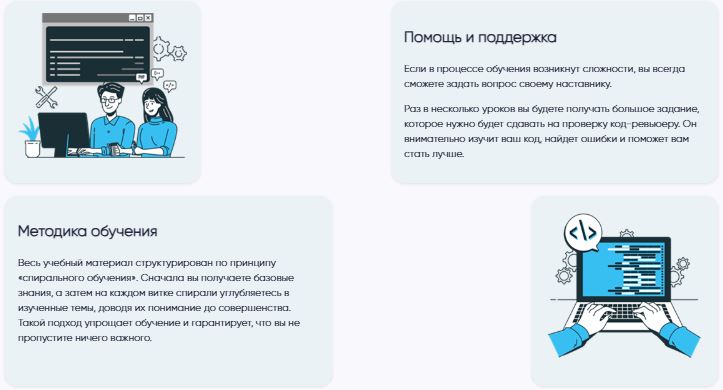 Помощь и поддержка
Если в процессе обучения возникнут сложности, вы всегда
сможете задать вопрос своему наставнику.
Раз в несколько уроков вы будете получать большое задание,
которое нужно будет сдавать на проверку код-ревьюеру. Он
внимательно изучит ваш код, найдет ошибки и поможет вам
стать лучше.
Методика обучения
Весь учебный материал структурирован по принципу
«спирального обучения». Сначала вы получаете базовые
знания, а затем на каждом витке спирали углубляетесь в
изученные темы, доводя их понимание до совершенства.
Такой подход упрощает обучение и гарантирует, что вы не
пропустите ничего важного.